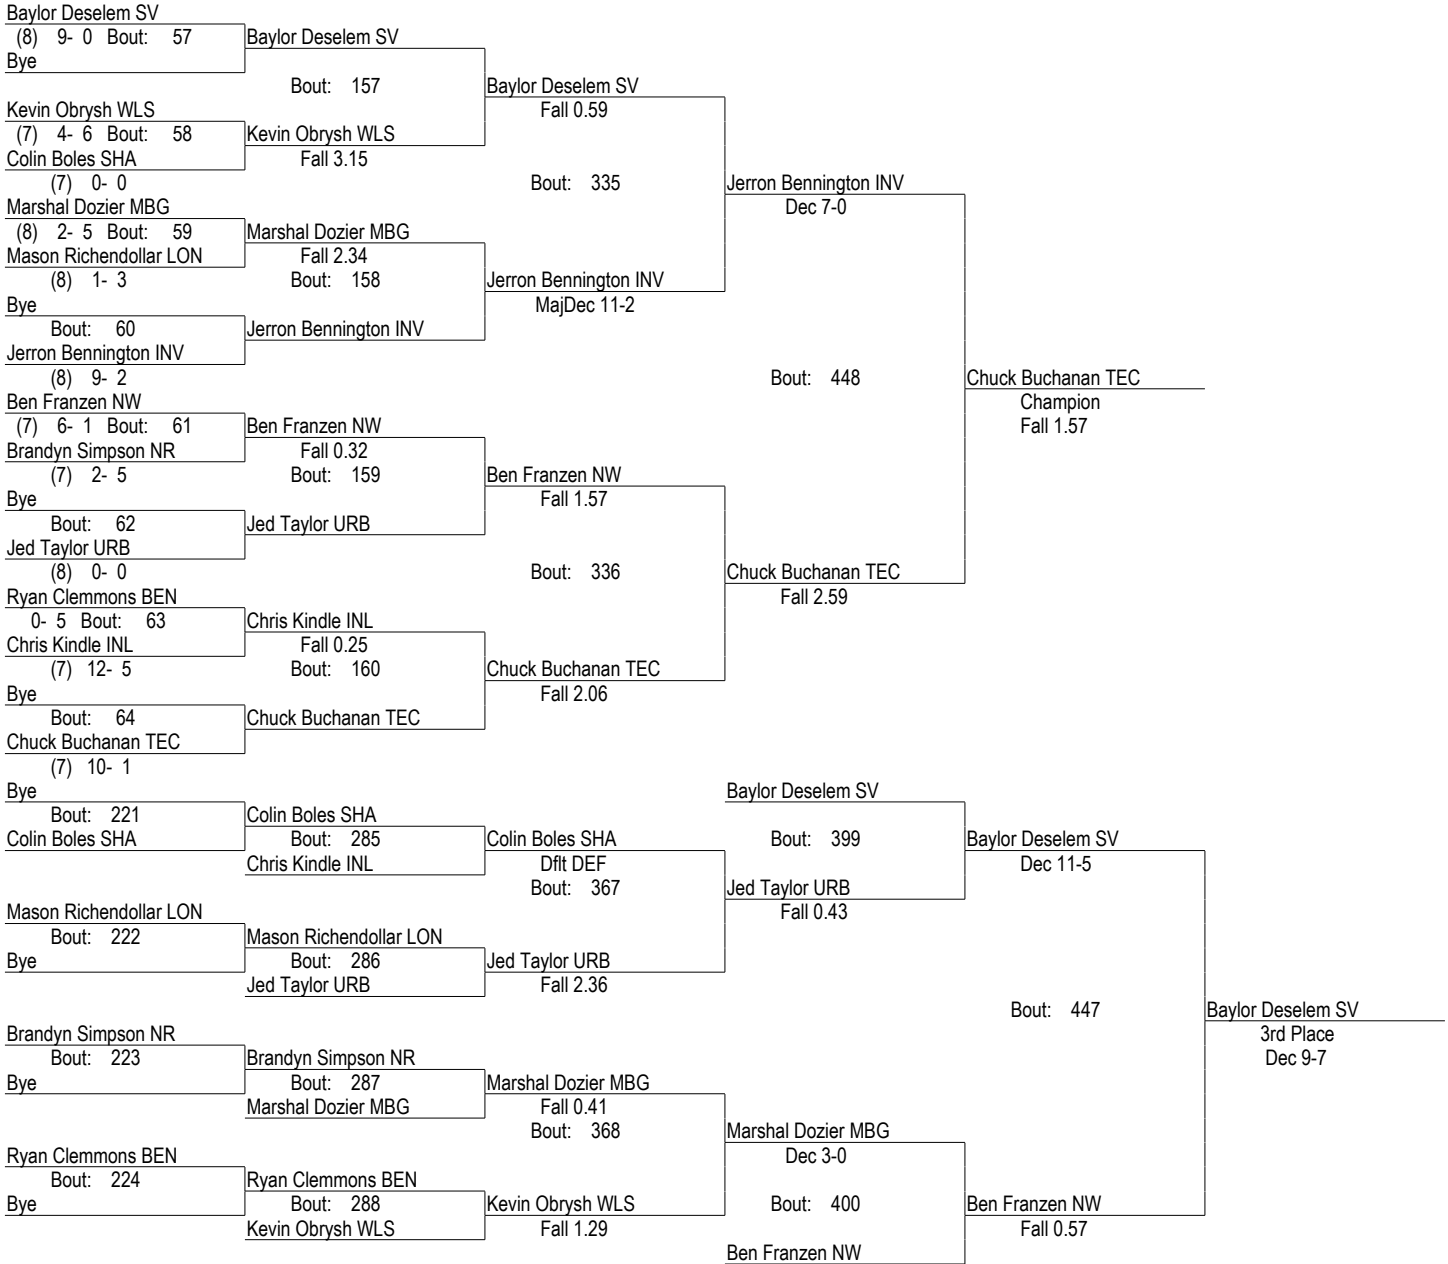 Baylor Deselem SV
(8) 9- 0 Bout: 57 Baylor Deselem SV
Bye
Bout: 157 Baylor Deselem SV
Kevin Obrysh WLS Fall 0.59
(7) 4- 6 Bout: 58 Kevin Obrysh WLS
Colin Boles SHA Fall 3.15
(7) 0- 0 Bout: 335 Jerron Bennington INV
Marshal Dozier MBG Dec 7-0
(8) 2- 5 Bout: 59 Marshal Dozier MBG
Mason Richendollar LON Fall 2.34
(8) 1- 3 Bout: 158 Jerron Bennington INV
Bye MajDec 11-2
Bout: 60 Jerron Bennington INV
Jerron Bennington INV
(8) 9- 2 Bout: 448 Chuck Buchanan TEC
Ben Franzen NW Champion
(7) 6- 1 Bout: 61 Ben Franzen NW Fall 1.57
Brandyn Simpson NR Fall 0.32
(7) 2- 5 Bout: 159 Ben Franzen NW
Bye Fall 1.57
Bout: 62 Jed Taylor URB
Jed Taylor URB
(8) 0- 0 Bout: 336 Chuck Buchanan TEC
Ryan Clemmons BEN Fall 2.59
0- 5 Bout: 63 Chris Kindle INL
Chris Kindle INL Fall 0.25
(7) 12- 5 Bout: 160 Chuck Buchanan TEC
Bye Fall 2.06
Bout: 64 Chuck Buchanan TEC
Chuck Buchanan TEC
(7) 10- 1
Bye Baylor Deselem SV
Bout: 221 Colin Boles SHA
Colin Boles SHA Bout: 285 Colin Boles SHA Bout: 399 Baylor Deselem SV
Chris Kindle INL Dflt DEF Dec 11-5
Bout: 367 Jed Taylor URB
Mason Richendollar LON Fall 0.43
Bout: 222 Mason Richendollar LON
Bye Bout: 286 Jed Taylor URB
Jed Taylor URB Fall 2.36
Bout: 447 Baylor Deselem SV
Brandyn Simpson NR 3rd Place
Bout: 223 Brandyn Simpson NR Dec 9-7
Bye Bout: 287 Marshal Dozier MBG
Marshal Dozier MBG Fall 0.41
Bout: 368 Marshal Dozier MBG
Ryan Clemmons BEN Dec 3-0
Bout: 224 Ryan Clemmons BEN
Bye Bout: 288 Kevin Obrysh WLS Bout: 400 Ben Franzen NW
Kevin Obrysh WLS Fall 1.29 Fall 0.57
Ben Franzen NW